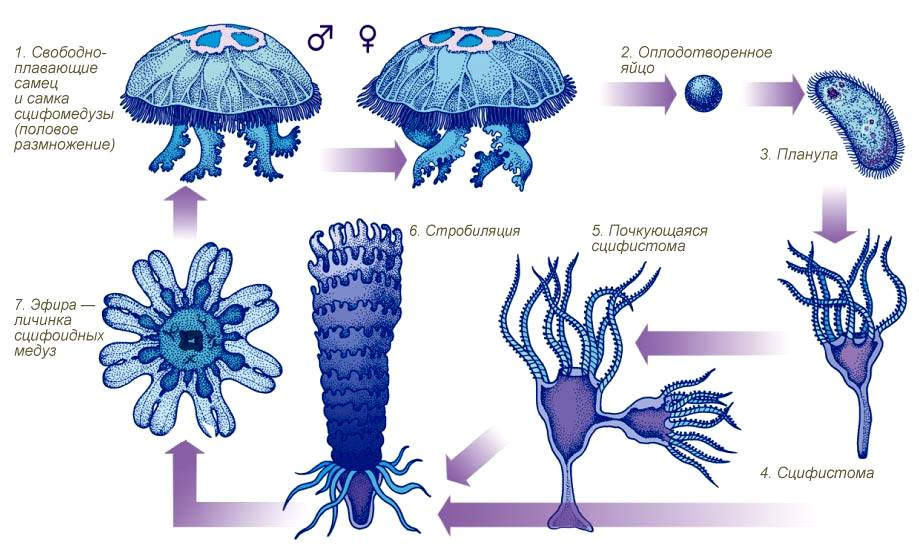 1. Свободно-
плавающие
самец
и самка
сцифомедузы
(половое
размножение)
♂ ♀
2. Оплодотворенное
яйцо
3. Планула
4. Сцифистома
5. Почкующаяся
сцифистома
6. Стробиляция
7. Эфира —
личинка
сцифоидных
медуз